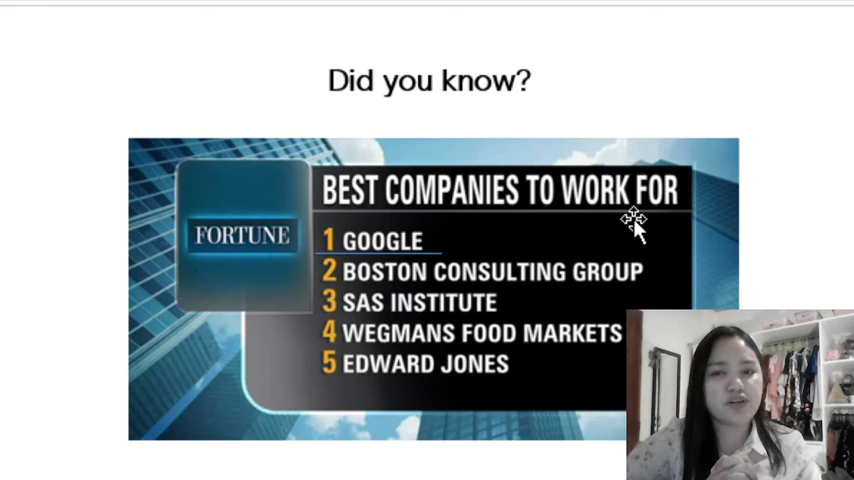 Did you know?
FORTUNE
BEST COMPANIES TO WORK FOR
1 GOOGLE
2 BOSTON CONSULTING GROUP
3 SAS INSTITUTE
4 WEGMANS FOOD MARKETS
5 EDWARD JONES